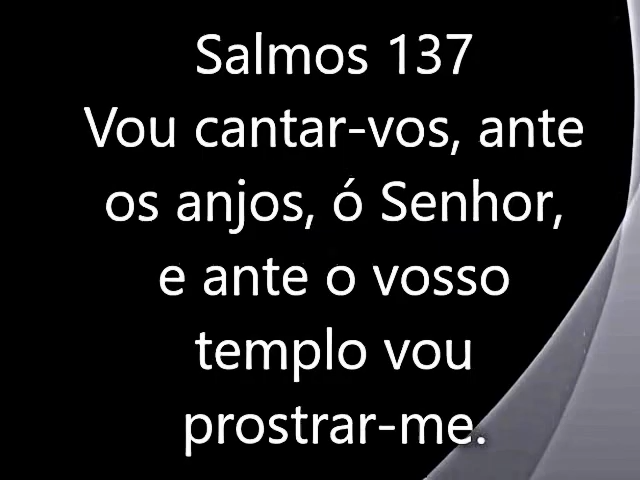 Salmos 137
Vou cantar-vos, ante
os anjos, ó Senhor,
e ante o vosso
templo vou
prostrar-me.